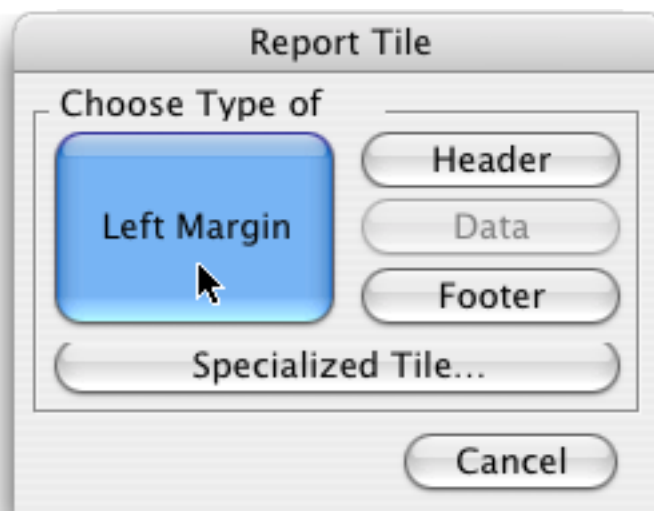 Report Tile
Choose Type of
Left Margin
Header
Data
Footer
Specialized Tile...
Cancel